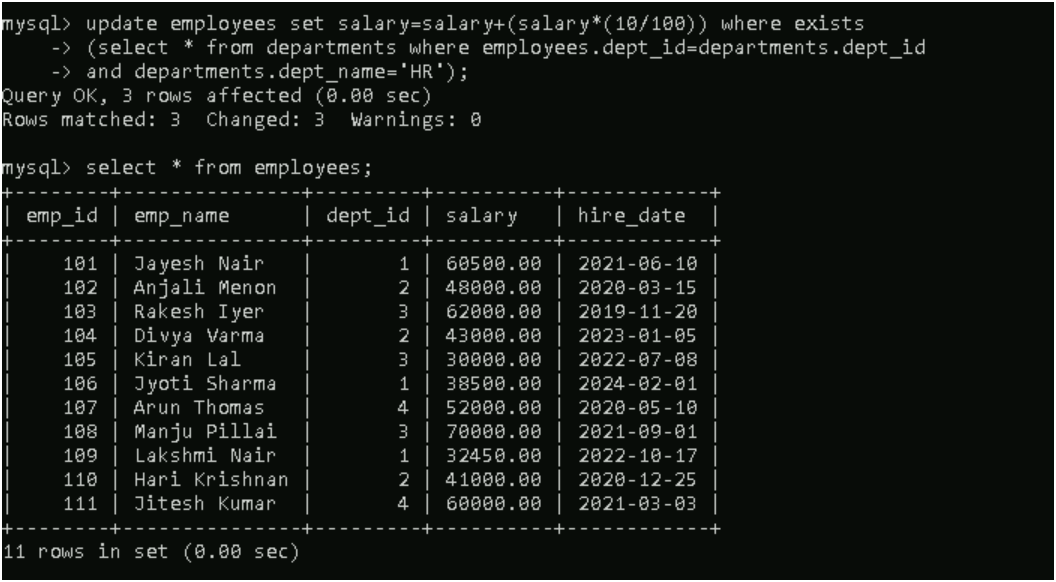 mysql> update employees set salary=salary+(salary*(10/100)) where exists
    -> (select * from departments where employees.dept_id=departments.dept_id
    -> and departments.dept_name='HR');
Query OK, 3 rows affected (0.00 sec)
Rows matched: 3  Changed: 3  Warnings: 0

mysql> select * from employees;
+--------+---------------+---------+----------+------------+
| emp_id | emp_name      | dept_id | salary   | hire_date  |
+--------+---------------+---------+----------+------------+
|    101 | Jayesh Nair   |       1 | 60500.00 | 2021-06-10 |
|    102 | Anjali Menon  |       2 | 48000.00 | 2020-03-15 |
|    103 | Rakesh Iyer   |       3 | 62000.00 | 2019-11-20 |
|    104 | Divya Varma   |       2 | 43000.00 | 2023-01-05 |
|    105 | Kiran Lal     |       3 | 30000.00 | 2022-07-08 |
|    106 | Jyoti Sharma  |       1 | 38500.00 | 2024-02-01 |
|    107 | Arun Thomas   |       4 | 52000.00 | 2020-05-10 |
|    108 | Manju Pillai  |       3 | 70000.00 | 2021-09-01 |
|    109 | Lakshmi Nair  |       1 | 32450.00 | 2022-10-17 |
|    110 | Hari Krishnan |       2 | 41000.00 | 2020-12-25 |
|    111 | Jitesh Kumar  |       4 | 60000.00 | 2021-03-03 |
+--------+---------------+---------+----------+------------+
11 rows in set (0.00 sec)